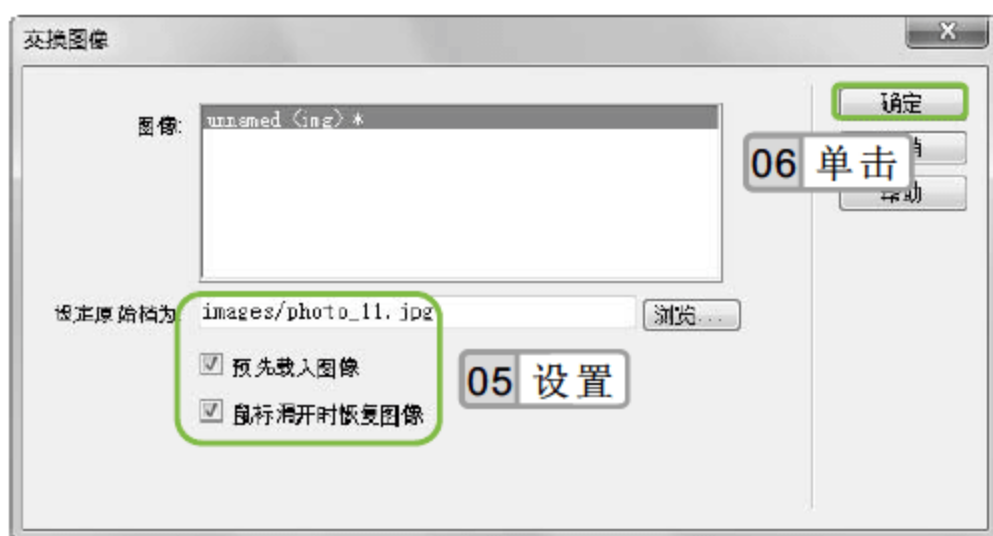 交换图像
X
图像:
unnamed <img> *
确定
06 单击
设定原始档为:
images/photo_11.jpg
浏览...
预先载入图像
05 设置
鼠标滑开时恢复图像